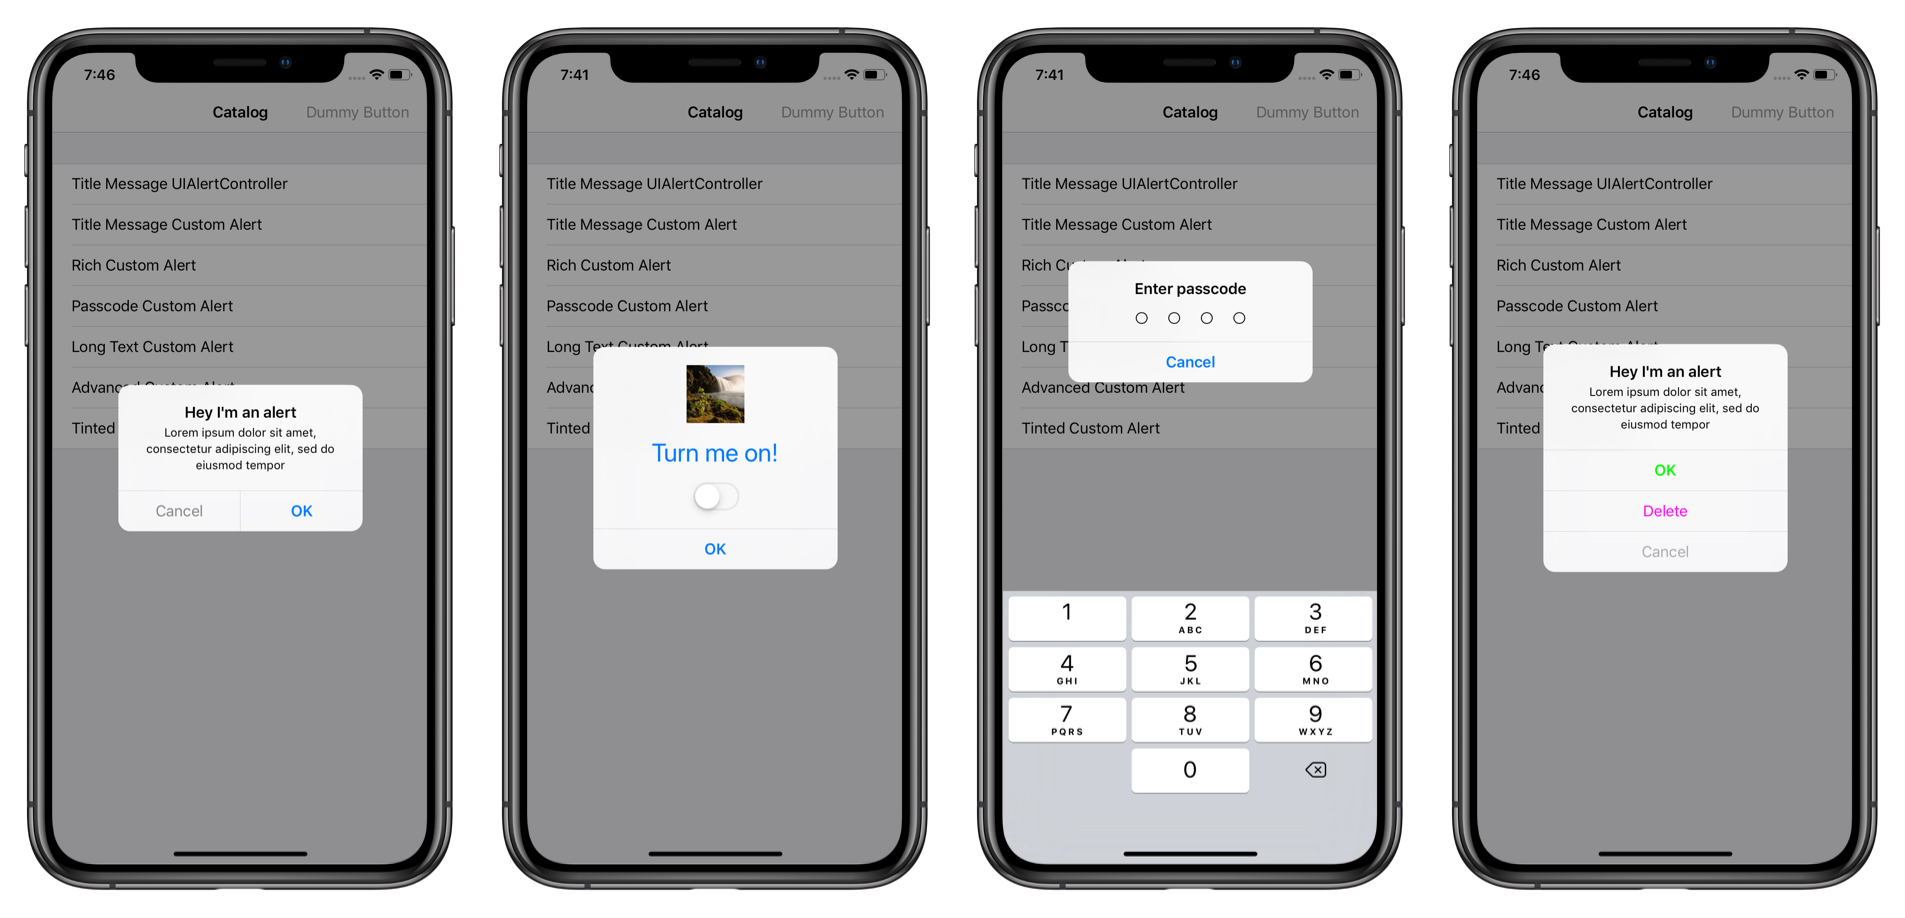 7:46
Catalog
Dummy Button
Title Message UIAlertController
Title Message Custom Alert
Rich Custom Alert
Passcode Custom Alert
Long Text Custom Alert
Tinted
Hey I'm an alert
Lorem ipsum dolor sit amet,
consectetur adipiscing elit, sed do
eiusmod tempor
Cancel
OK
7:41
Catalog
Dummy Button
Title Message UIAlertController
Title Message Custom Alert
Rich Custom Alert
Passcode Custom Alert
Long Text Custom Alert
Advanc
Tinted
Turn me on!
OK
7:41
Catalog
Dummy Button
Title Message UIAlertController
Title Message Custom Alert
Rich
Passc
Long T
Advanced Custom Alert
Tinted Custom Alert
Enter passcode
Cancel
1
2
ABC
3
DEF
4
GHI
5
JKL
6
MNO
7
PQRS
8
TUV
9
WXYZ
0
7:46
Catalog
Dummy Button
Title Message UIAlertController
Title Message Custom Alert
Rich Custom Alert
Passcode Custom Alert
Long Text Custom Alert
Advanc
Tinted
Hey I'm an alert
Lorem ipsum dolor sit amet,
consectetur adipiscing elit, sed do
eiusmod tempor
OK
Delete
Cancel